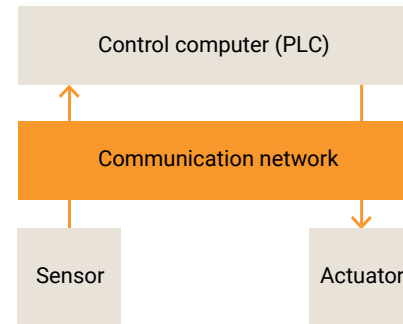 Control computer (PLC)
Communication network
Sensor
Actuator